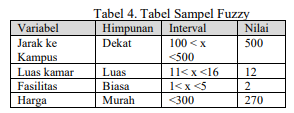 Tabel 4. Tabel Sampel Fuzzy
Variabel Himpunan Interval Nilai
Jarak ke Kampus Dekat 100 < x <500 500
Luas kamar Luas 11< x <16 12
Fasilitas Biasa 1< x <5 2
Harga Murah <300 270